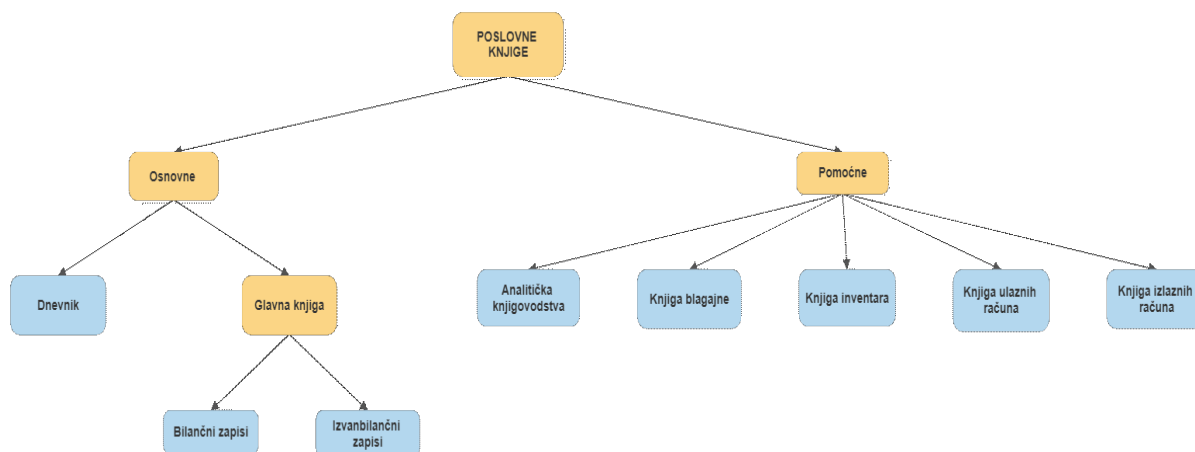 POSLOVNE
KNJIGE
Osnovne
Pomoćne
Dnevnik
Glavna knjiga
Analitička
knjigovodstva
Knjiga blagajne
Knjiga inventara
Knjiga ulaznih
računa
Knjiga izlaznih
računa
Bilančni zapisi
Izvanbilančni
zapisi